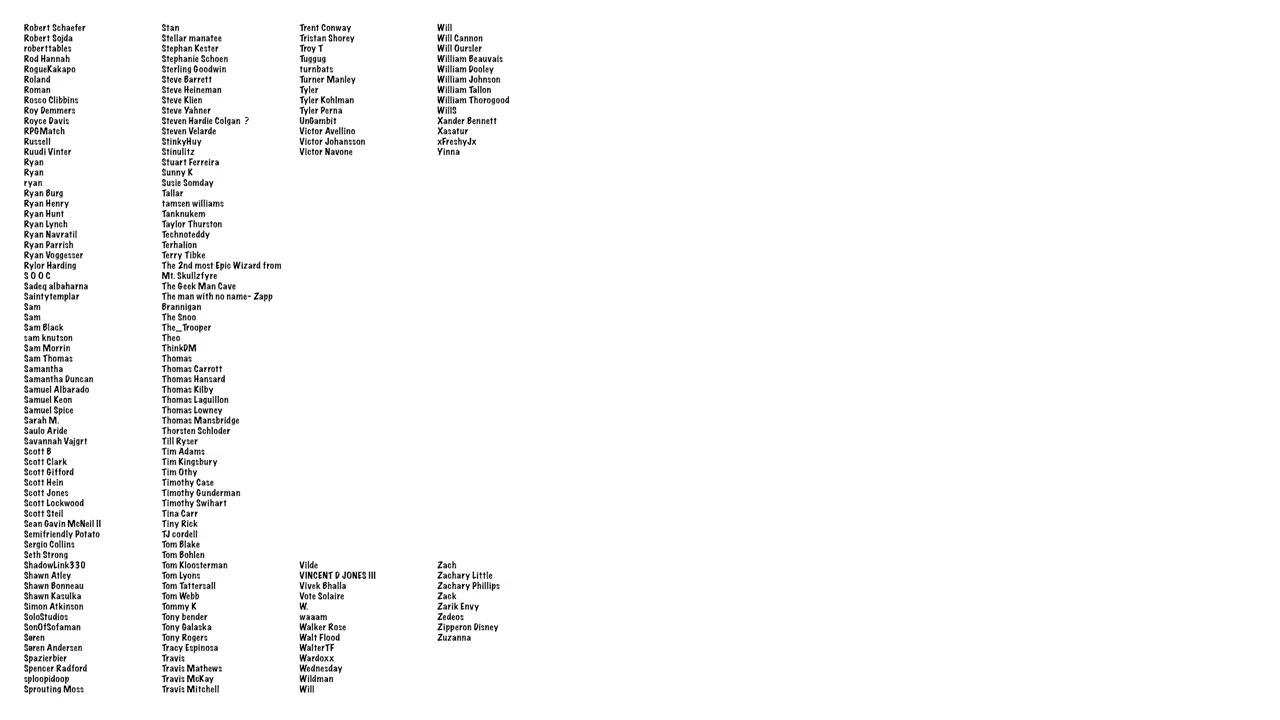 Robert Schaefer
Robert Sojda
roberttables
Rod Hannah
RogueKakapo
Roland
Roman
Rosco Clibbins
Roy Demmers
Royce Davis
RPGMatch
Russell
Ruudi Vinter
Ryan
Ryan
ryan
Ryan Burg
Ryan Henry
Ryan Hunt
Ryan Lynch
Ryan Navratil
Ryan Parrish
Ryan Voggesser
Rylor Harding
S O O C
Sadeq albaharna
Saintytemplar
Sam
Sam
Sam Black
sam knutson
Sam Morrin
Sam Thomas
Samantha
Samantha Duncan
Samuel Albarado
Samuel Keon
Samuel Spice
Sarah M.
Saulo Aride
Savannah Vajgrt
Scott B
Scott Clark
Scott Gifford
Scott Hein
Scott Jones
Scott Lockwood
Scott Steil
Sean Gavin McNeil II
Semifriendly Potato
Sergio Collins
Seth Strong
ShadowLink330
Shawn Atley
Shawn Bonneau
Shawn Kasulka
Simon Atkinson
SoloStudios
SonOfSofaman
Søren
Søren Andersen
Spazierbier
Spencer Radford
sploopidoop
Sprouting Moss
Stan
Stellar manatee
Stephan Kester
Stephanie Schoen
Sterling Goodwin
Steve Barrett
Steve Heineman
Steve Klien
Steve Yahner
Steven Hardie Colgan ?
Steven Velarde
StinkyHuy
Stinulitz
Stuart Ferreira
Sunny K
Susie Somday
Tallar
tamsen williams
Tanknukem
Taylor Thurston
Technoteddy
Terhalion
Terry Tibke
The 2nd most Epic Wizard from
Mt. Skullzfyre
The Geek Man Cave
The man with no name- Zapp
Brannigan
The Snoo
The_Trooper
Theo
ThinkDM
Thomas
Thomas Carrott
Thomas Hansard
Thomas Kilby
Thomas Laguillon
Thomas Lowney
Thomas Mansbridge
Thorsten Schloder
Till Ryser
Tim Adams
Tim Kingsbury
Tim Othy
Timothy Case
Timothy Gunderman
Timothy Swihart
Tina Carr
Tiny Rick
TJ cordell
Tom Blake
Tom Bohlen
Tom Kloosterman
Tom Lyons
Tom Tattersall
Tom Webb
Tommy K
Tony bender
Tony Galaska
Tony Rogers
Tracy Espinosa
Travis
Travis Mathews
Travis McKay
Travis Mitchell
Trent Conway
Tristan Shorey
Troy T
Tuggug
turnbats
Turner Manley
Tyler
Tyler Kohlman
Tyler Perna
UnGambit
Victor Avellino
Victor Johansson
Victor Navone
Vilde
VINCENT D JONES III
Vivek Bhalla
Vote Solaire
W.
waaam
Walker Rose
Walt Flood
WalterTF
Wardoxx
Wednesday
Wildman
Will
Will
Will Cannon
Will Oursler
William Beauvais
William Dooley
William Johnson
William Tallon
William Thorogood
WillS
Xander Bennett
Xasatur
xFreshyJx
Yinna
Zach
Zachary Little
Zachary Phillips
Zack
Zarik Envy
Zedeos
Zipperon Disney
Zuzanna